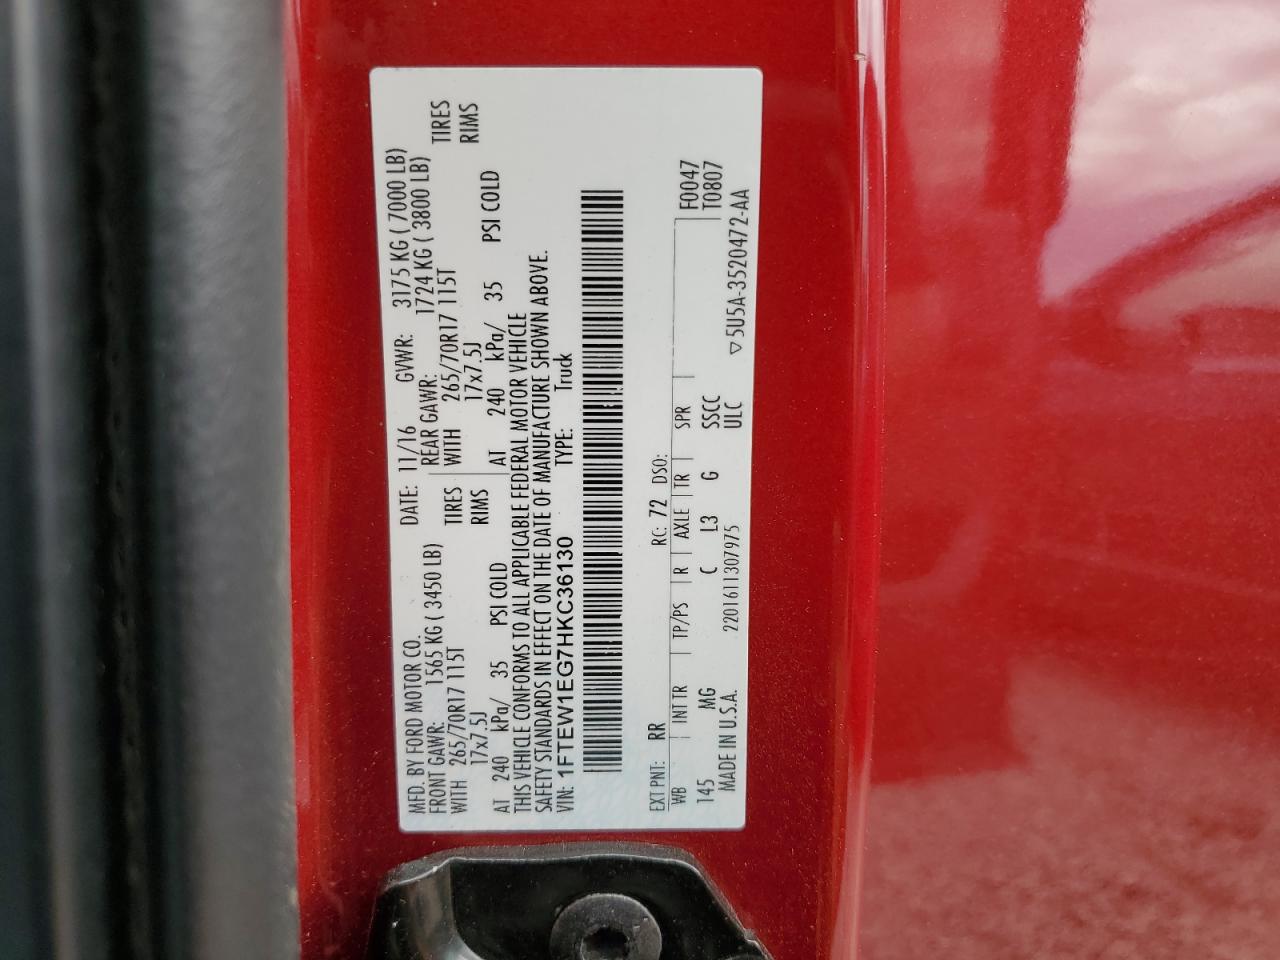 MFD. BY FORD MOTOR CO. DATE: 11/16 GVWR: 3175 KG ( 7000 LB)
FRONT GAWR: 1565 KG ( 3450 LB) REAR GAWR: 1724 KG ( 3800 LB)
WITH 265/70R17 115T TIRES WITH 265/70R17 115T TIRES
17x7.5J RIMS 17x7.5J RIMS
AT 240 kPa/ 35 PSI COLD AT 240 kPa/ 35 PSI COLD
THIS VEHICLE CONFORMS TO ALL APPLICABLE FEDERAL MOTOR VEHICLE
SAFETY STANDARDS IN EFFECT ON THE DATE OF MANUFACTURE SHOWN ABOVE.
VIN: 1FTEW1EG7HKC36130 TYPE: Truck
EXT PNT: RR RC: 72 DSO:
WB INT TR TP/PS R AXLE TR SPR F0047
145 MG C L3 G SSCC T0807
ULC
MADE IN U.S.A. 2201611307975 ▽5U5A-3520472-AA